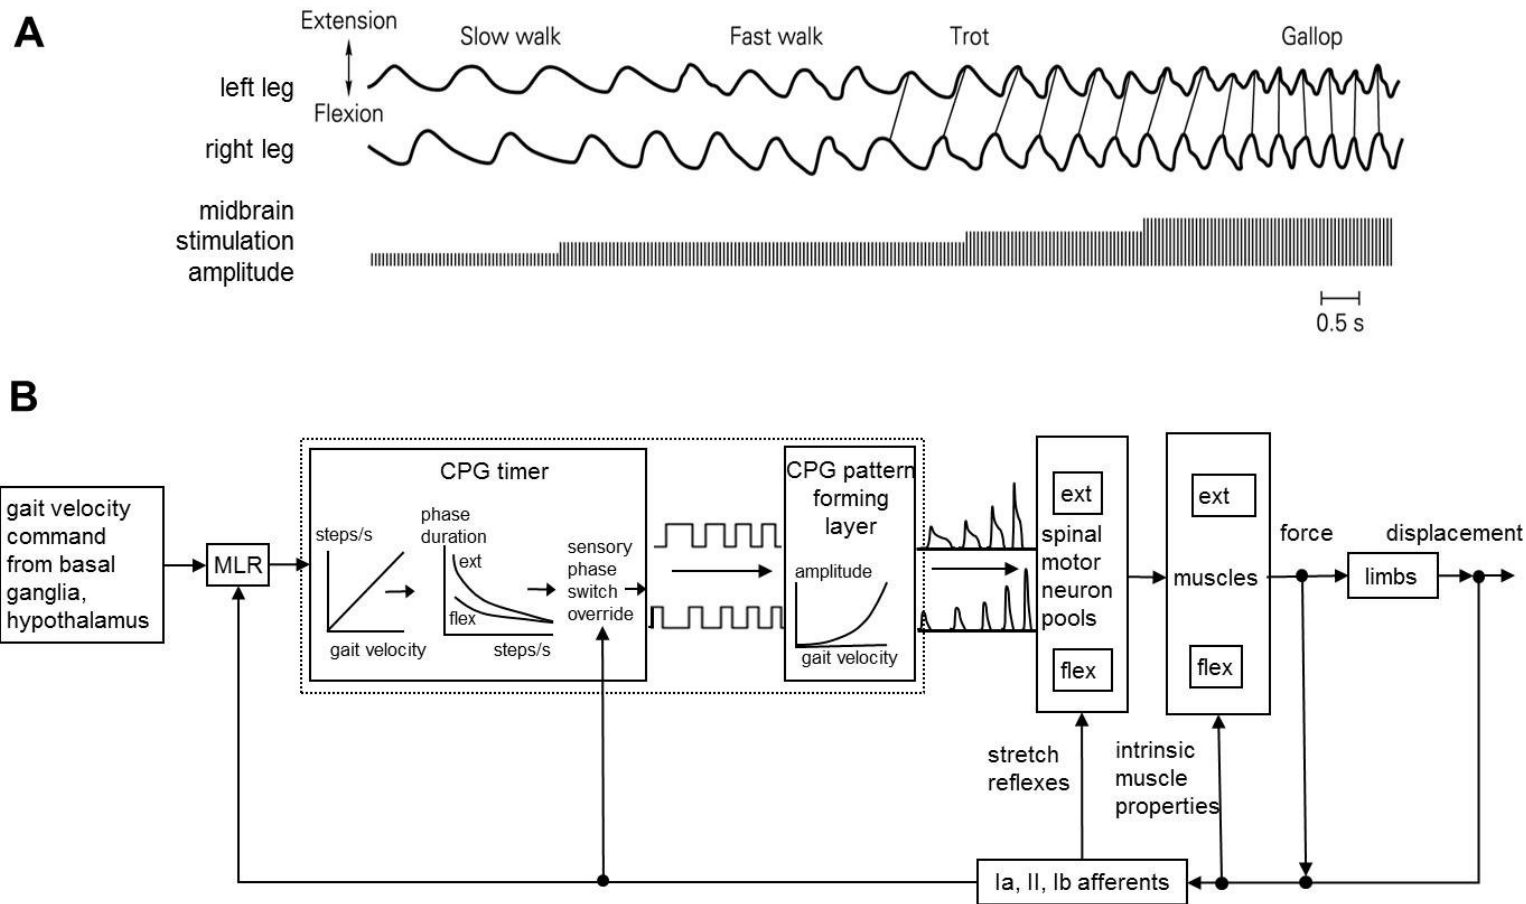 A
Extension
Slow walk
Fast walk
Trot
Gallop
left leg
Flexion
right leg
midbrain
stimulation
amplitude
0.5 s
B
gait velocity
command
from basal
ganglia,
hypothalamus
MLR
CPG timer
steps/s
gait velocity
phase
duration
ext
flex
steps/s
sensory
phase
switch
override
CPG pattern
forming
layer
amplitude
gait velocity
ext
spinal
motor
neuron
pools
flex
ext
muscles
flex
force
limbs
displacement
stretch
reflexes
intrinsic
muscle
properties
Ia, II, Ib afferents